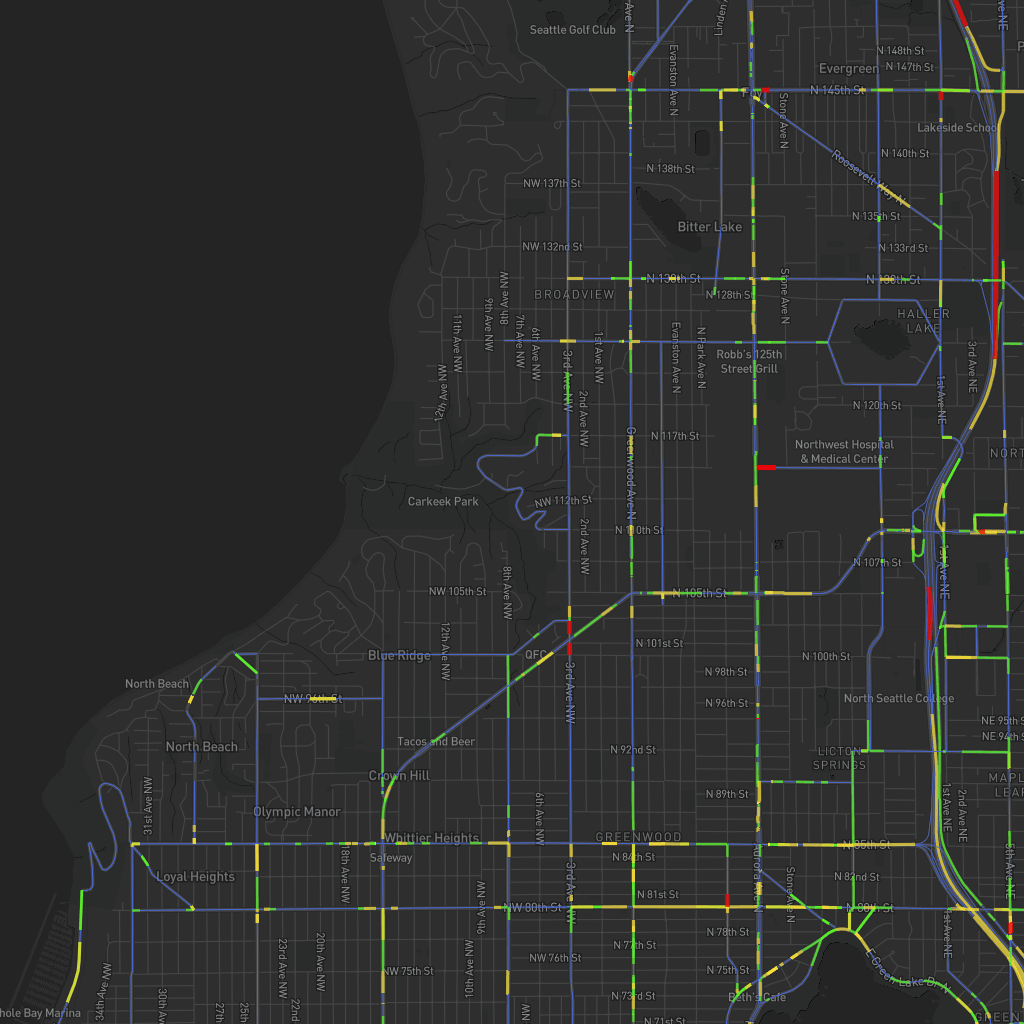 Ave N
Linden
Ave NE
Seattle Golf Club
Evanston Ave N
N 148th St
N 147th St
Evergreen
N 145th St
Stone Ave N
Lakeside School
N 140th St
Roosevelt Way N
N 138th St
NW 137th St
N 135th St
Bitter Lake
NW 132nd St
N 133rd St
N 130th St
N 130th St
8th Ave NW
Stone Ave N
BROADVIEW
N 128th St
9th Ave NW
7th Ave NW
6th Ave NW
11th Ave NW
1st Ave NW
Evanston Ave N
N Park Ave N
HALLER
LAKE
Robb's 125th
Street Grill
3rd Ave NE
3rd Ave NW
12th Ave NW
2nd Ave NW
1st Ave NE
N 120th St
Greenwood Ave N
N 117th St
Northwest Hospital
& Medical Center
NORT
Carkeek Park
NW 112th St
2nd Ave NW
N 110th St
1st Ave NE
N 107th St
8th Ave NW
NW 105th St
N 105th St
12th Ave NW
N 101st St
Blue Ridge
QFC
N 100th St
3rd Ave NW
N 98th St
North Beach
NW 96th St
N 96th St
North Seattle College
NE 95th St
NE 94th St
North Beach
Tacos and Beer
N 92nd St
LICTON
SPRINGS
Crown Hill
MAPL
LEAF
31st Ave NW
N 89th St
1st Ave NE
2nd Ave NE
Olympic Manor
6th Ave NW
Whittier Heights
GREENWOOD
N 85th St
18th Ave NW
Safeway
N 84th St
Aurora Ave N
5th Ave NE
Loyal Heights
3rd Ave NW
N 82nd St
Stone Ave N
9th Ave NW
N 81st St
NW 80th St
N 80th St
1st Ave NE
N 78th St
20th Ave NW
23rd Ave NW
N 77th St
10th Ave NW
NW 76th St
34th Ave NW
NW 75th St
N 75th St
E Green Lake Dr N
30th Ave
27th Ave
25th
22nd
NW
N 73rd St
Beth's Cafe
hole Bay Marina
N 71st St
GREEN